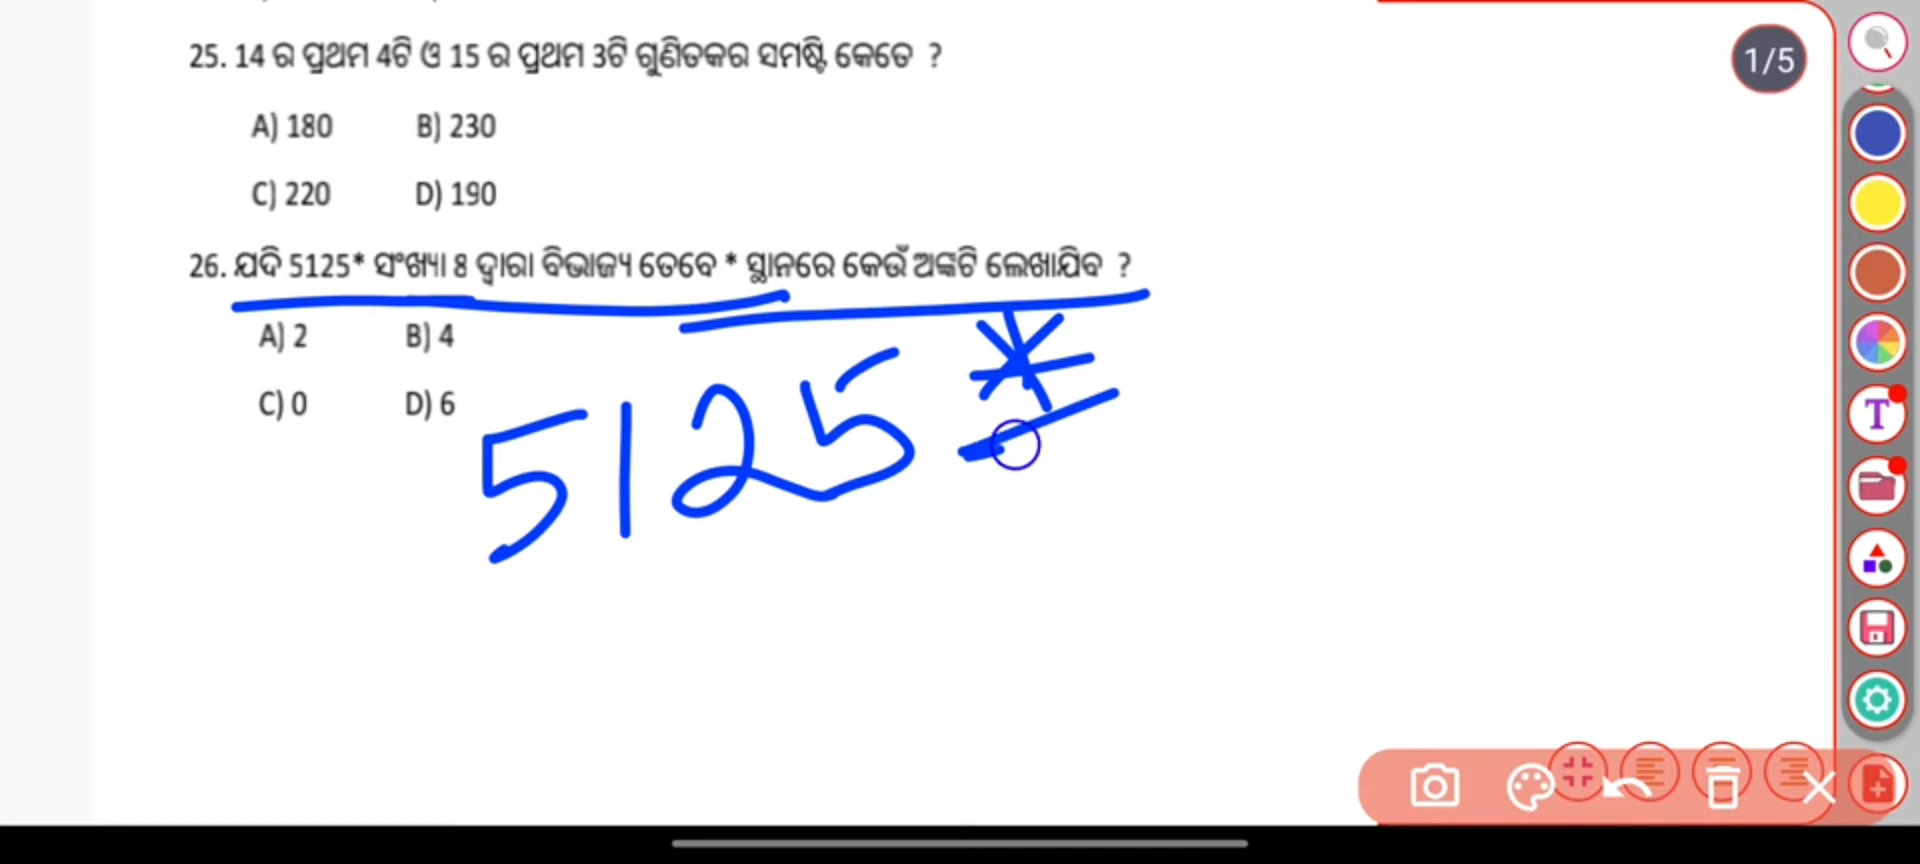 25. 14 ର ପ୍ରଥମ 4ଟି ଓ 15 ର ପ୍ରଥମ 3ଟି ଗୁଣିତକର ସମଷ୍ଟି କେତେ ?
A) 180 B) 230
C) 220 D) 190
26. ଯଦି 5125* ସଂଖ୍ୟା 8 ଦ୍ୱାରା ବିଭାଜ୍ୟ ତେବେ * ସ୍ଥାନରେ କେଉଁ ଅଙ୍କଟି ଲେଖାଯିବ ?
A) 2 B) 4
C) 0 D) 6
5125*
1/5
T